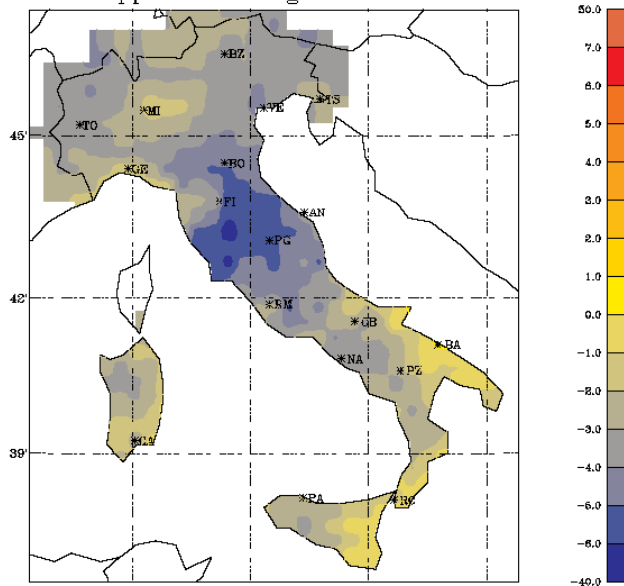 50.0
7.0
6.0
5.0
4.0
3.0
2.0
1.0
0.0
-1.0
-2.0
-3.0
-4.0
-5.0
-6.0
-40.0
*BZ
*TS
*MI
*VE
*TO
45'
*BO
*GE
*FI
*AN
*PG
42'
*RM
*CB
*BA
*NA
*PZ
39'
*CA
*PA
*RC